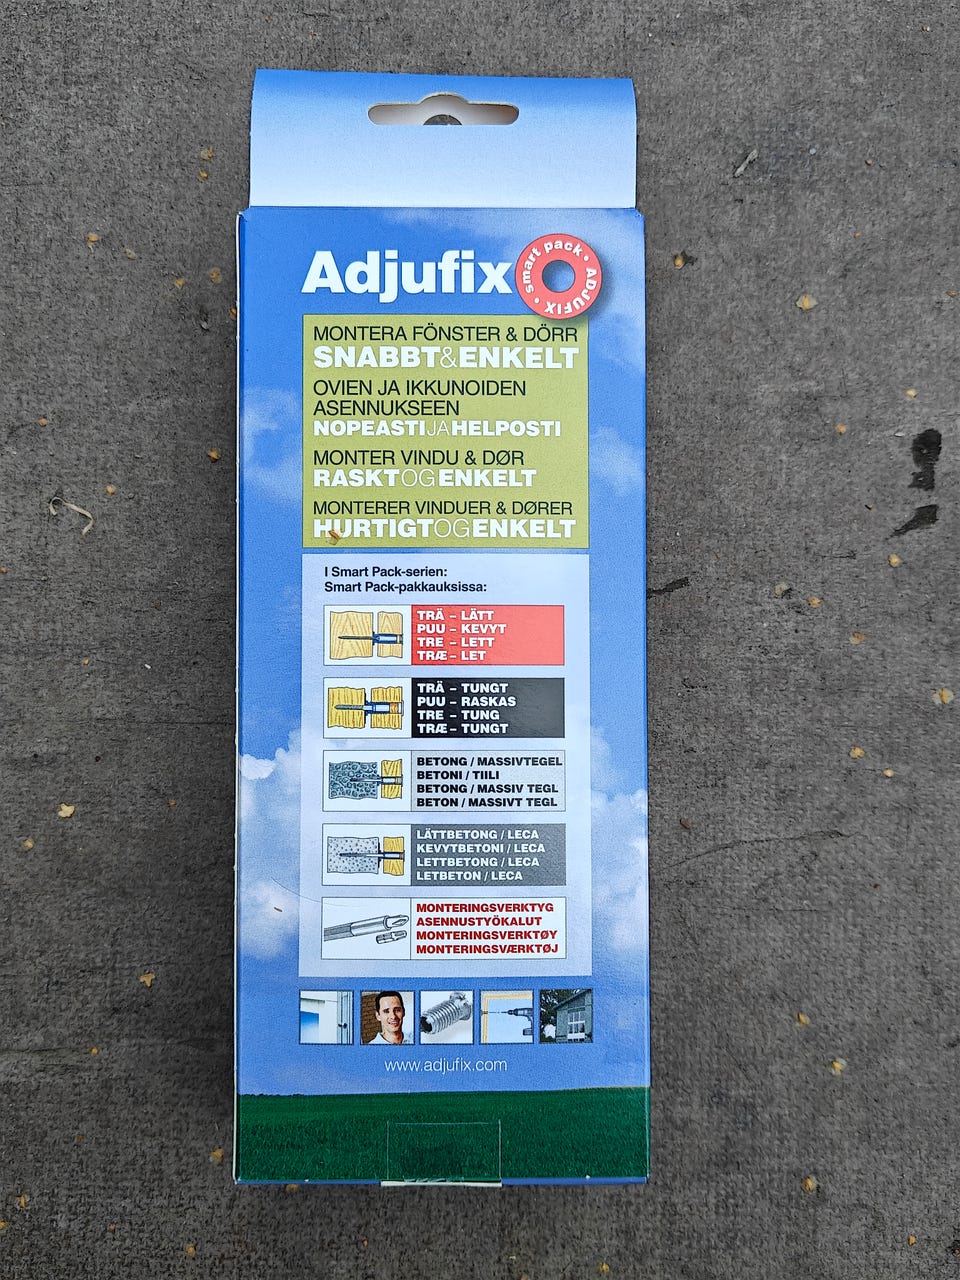 Adjufix
smart pack • ADJUFIX •
MONTERA FÖNSTER & DÖRR
SNABBT&ENKELT
OVIEN JA IKKUNOIDEN
ASENNUKSEEN
NOPEASTIJAHELPOSTI
MONTER VINDU & DØR
RASKTOGENKELT
MONTERER VINDUER & DØRER
HURTIGTOGENKELT
I Smart Pack-serien:
Smart Pack-pakkauksissa:
TRÄ – LÄTT
PUU – KEVYT
TRE – LETT
TRÆ – LET
TRÄ – TUNGT
PUU – RASKAS
TRE – TUNG
TRÆ – TUNGT
BETONG / MASSIVTEGEL
BETONI / TIILI
BETONG / MASSIV TEGL
BETON / MASSIVT TEGL
LÄTTBETONG / LECA
KEVYTBETONI / LECA
LETTBETONG / LECA
LETBETON / LECA
MONTERINGSVERKTYG
ASENNUSTYÖKALUT
MONTERINGSVERKTØY
MONTERINGSVÆRKTØJ
www.adjufix.com